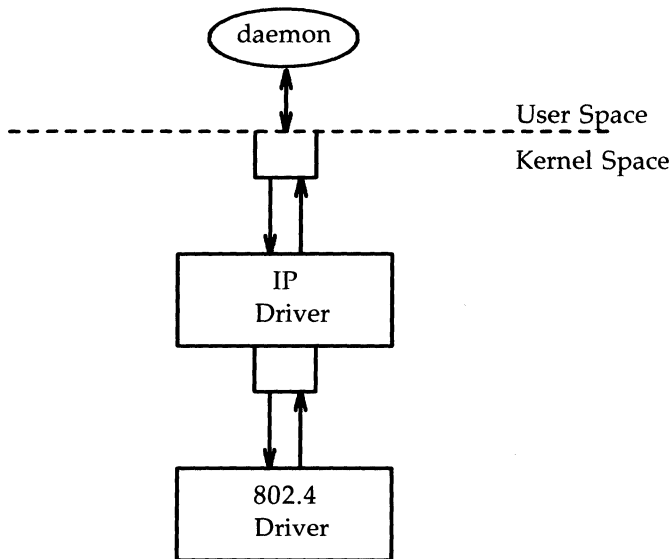 daemon
User Space
Kernel Space
IP
Driver
802.4
Driver